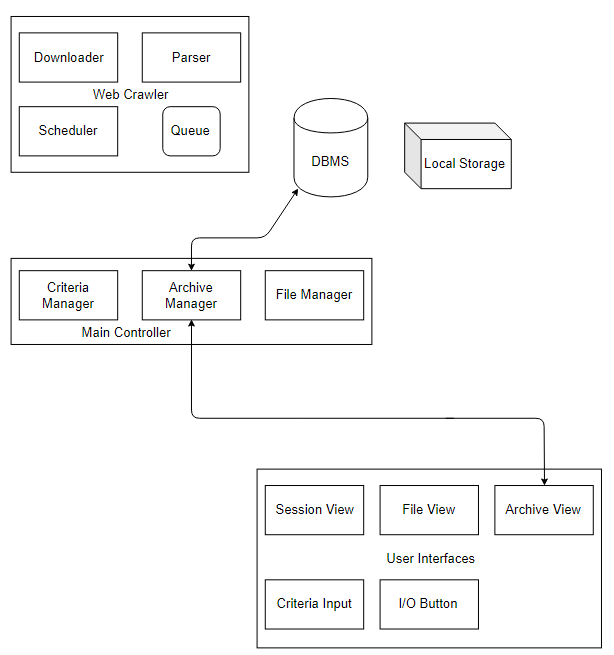 Downloader
Parser
Web Crawler
Scheduler
Queue
DBMS
Local Storage
Criteria
Manager
Archive
Manager
File Manager
Main Controller
Session View
File View
Archive View
User Interfaces
Criteria Input
I/O Button